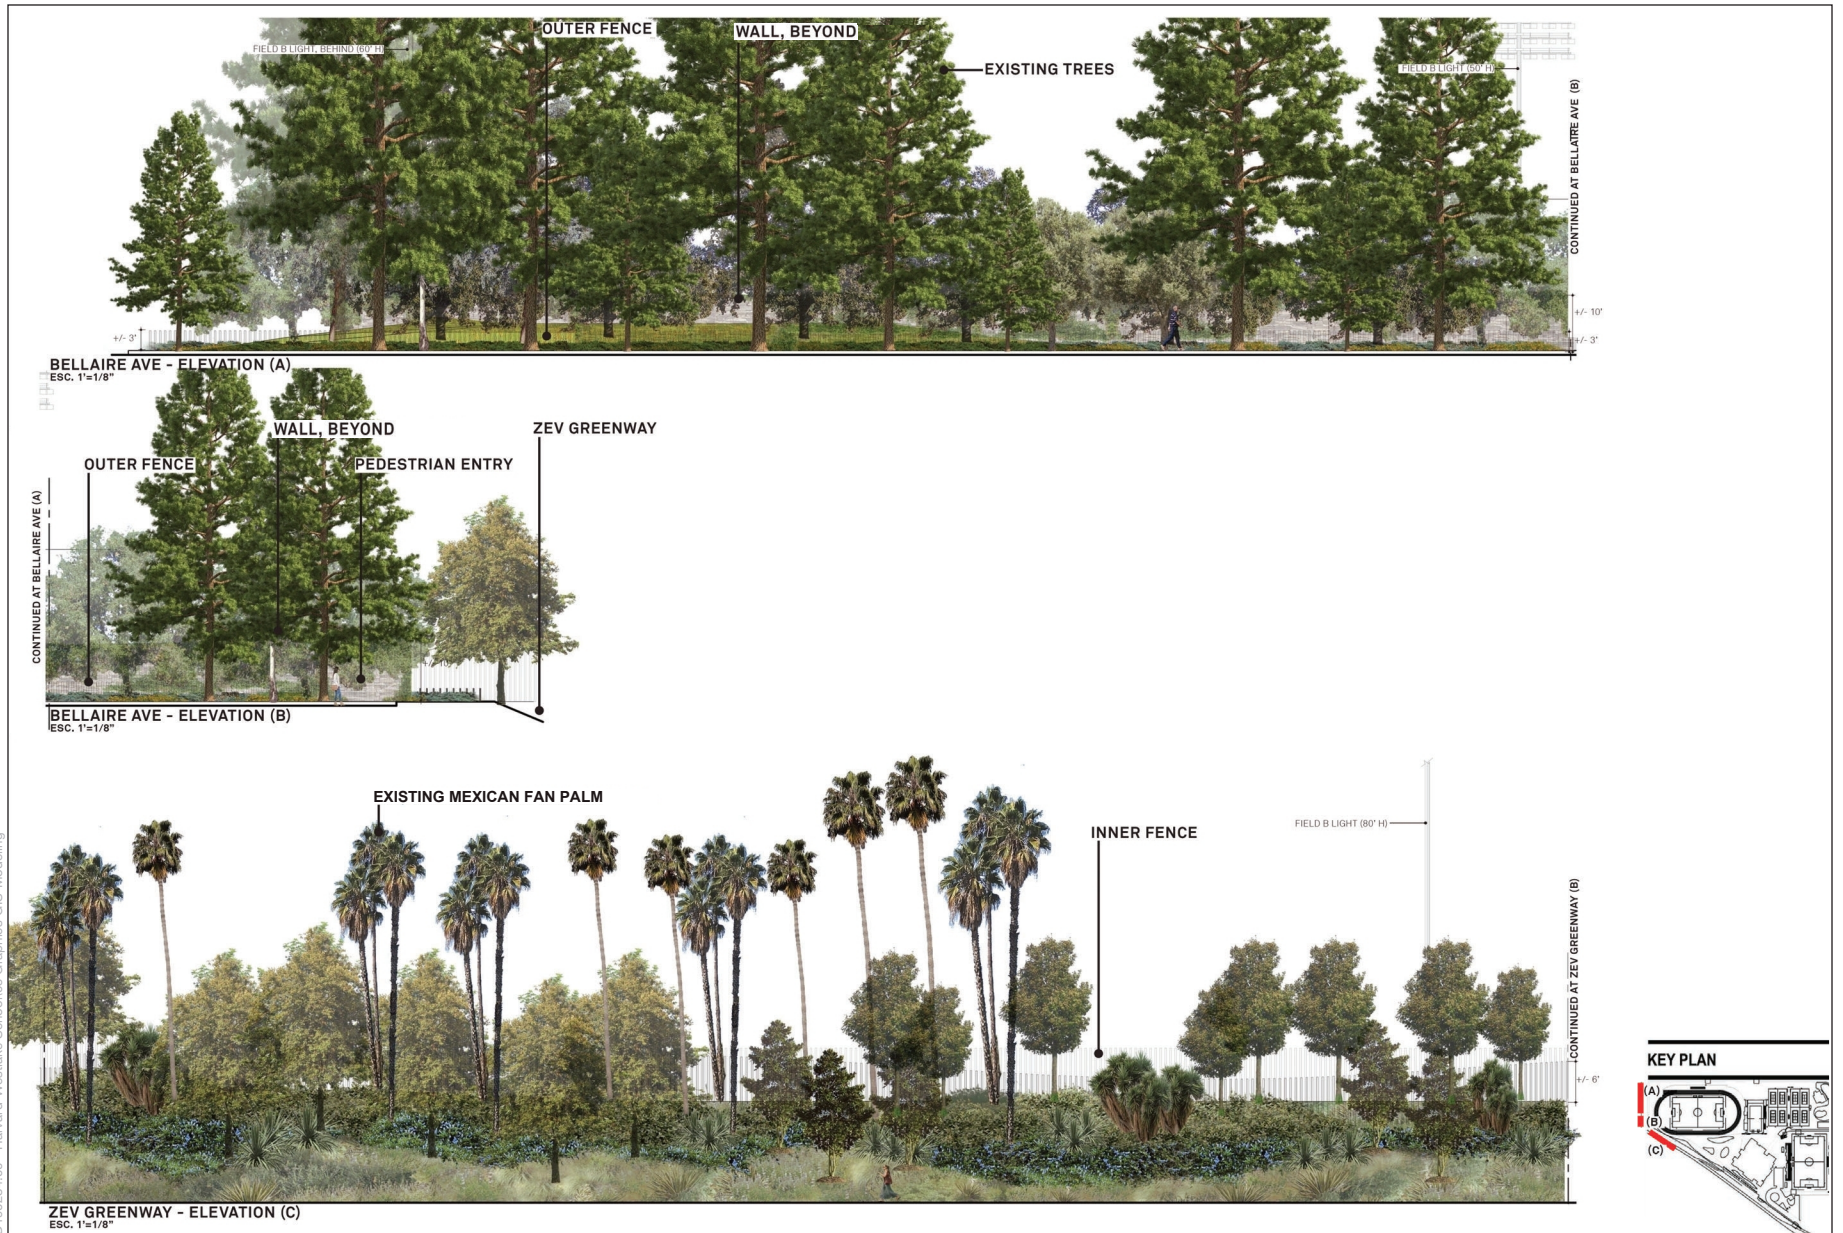 OUTER FENCE
WALL, BEYOND
FIELD B LIGHT, BEHIND (60' H)
EXISTING TREES
FIELD B LIGHT (50' H)
CONTINUED AT BELLAIRE AVE (B)
+/- 10'
+/- 3'
+/- 3'
BELLAIRE AVE - ELEVATION (A)
ESC. 1'=1/8"
WALL, BEYOND
ZEV GREENWAY
OUTER FENCE
PEDESTRIAN ENTRY
CONTINUED AT BELLAIRE AVE (A)
+/- 10'
BELLAIRE AVE - ELEVATION (B)
ESC. 1'=1/8"
EXISTING MEXICAN FAN PALM
INNER FENCE
FIELD B LIGHT (80' H)
CONTINUED AT ZEV GREENWAY (B)
+/- 6'
ZEV GREENWAY - ELEVATION (C)
ESC. 1'=1/8"
KEY PLAN
(A)
(B)
(C)